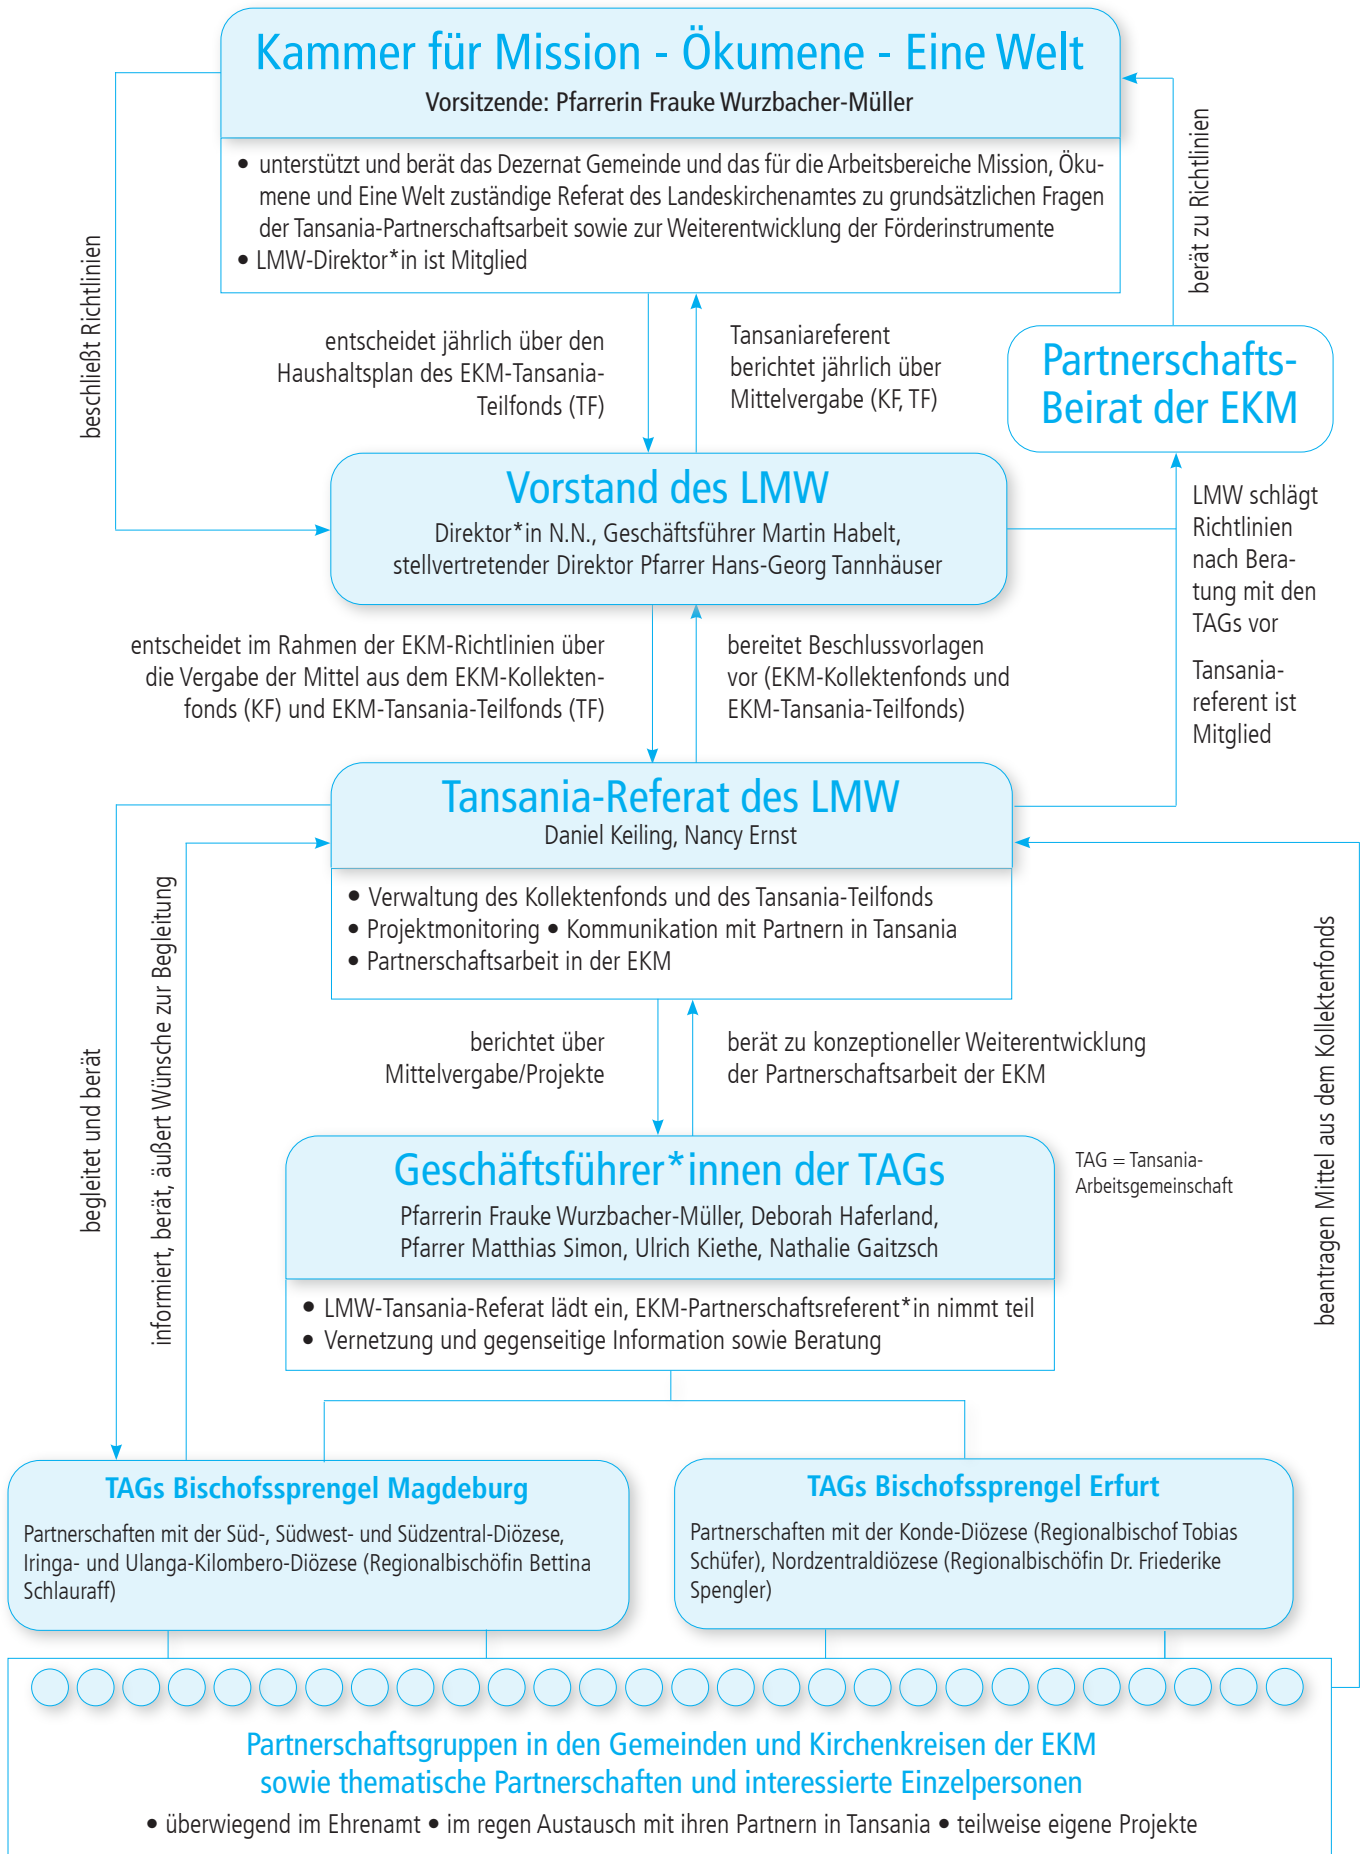 Kammer für Mission - Ökumene - Eine Welt
Vorsitzende: Pfarrerin Frauke Wurzbacher-Müller
• unterstützt und berät das Dezernat Gemeinde und das für die Arbeitsbereiche Mission, Öku-
mene und Eine Welt zuständige Referat des Landeskirchenamtes zu grundsätzlichen Fragen
der Tansania-Partnerschaftsarbeit sowie zur Weiterentwicklung der Förderinstrumente
• LMW-Direktor*in ist Mitglied
beschließt Richtlinien
berät zu Richtlinien
entscheidet jährlich über den
Haushaltsplan des EKM-Tansania-
Teilfonds (TF)
Tansaniareferent
berichtet jährlich über
Mittelvergabe (KF, TF)
Partnerschafts-
Beirat der EKM
Vorstand des LMW
Direktor*in N.N., Geschäftsführer Martin Habelt,
stellvertretender Direktor Pfarrer Hans-Georg Tannhäuser
LMW schlägt
Richtlinien
nach Bera-
tung mit den
TAGs vor
Tansania-
referent ist
Mitglied
entscheidet im Rahmen der EKM-Richtlinien über
die Vergabe der Mittel aus dem EKM-Kollekten-
fonds (KF) und EKM-Tansania-Teilfonds (TF)
bereitet Beschlussvorlagen
vor (EKM-Kollektenfonds und
EKM-Tansania-Teilfonds)
Tansania-Referat des LMW
Daniel Keiling, Nancy Ernst
• Verwaltung des Kollektenfonds und des Tansania-Teilfonds
• Projektmonitoring • Kommunikation mit Partnern in Tansania
• Partnerschaftsarbeit in der EKM
begleitet und berät
informiert, berät, äußert Wünsche zur Begleitung
beantragen Mittel aus dem Kollektenfonds
berichtet über
Mittelvergabe/Projekte
berät zu konzeptioneller Weiterentwicklung
der Partnerschaftsarbeit der EKM
Geschäftsführer*innen der TAGs
Pfarrerin Frauke Wurzbacher-Müller, Deborah Haferland,
Pfarrer Matthias Simon, Ulrich Kiethe, Nathalie Gaitzsch
TAG = Tansania-
Arbeitsgemeinschaft
• LMW-Tansania-Referat lädt ein, EKM-Partnerschaftsreferent*in nimmt teil
• Vernetzung und gegenseitige Information sowie Beratung
TAGs Bischofssprengel Magdeburg
Partnerschaften mit der Süd-, Südwest- und Südzentral-Diözese,
Iringa- und Ulanga-Kilombero-Diözese (Regionalbischöfin Bettina
Schlauraff)
TAGs Bischofssprengel Erfurt
Partnerschaften mit der Konde-Diözese (Regionalbischof Tobias
Schüfer), Nordzentraldiözese (Regionalbischöfin Dr. Friederike
Spengler)
Partnerschaftsgruppen in den Gemeinden und Kirchenkreisen der EKM
sowie thematische Partnerschaften und interessierte Einzelpersonen
• überwiegend im Ehrenamt • im regen Austausch mit ihren Partnern in Tansania • teilweise eigene Projekte